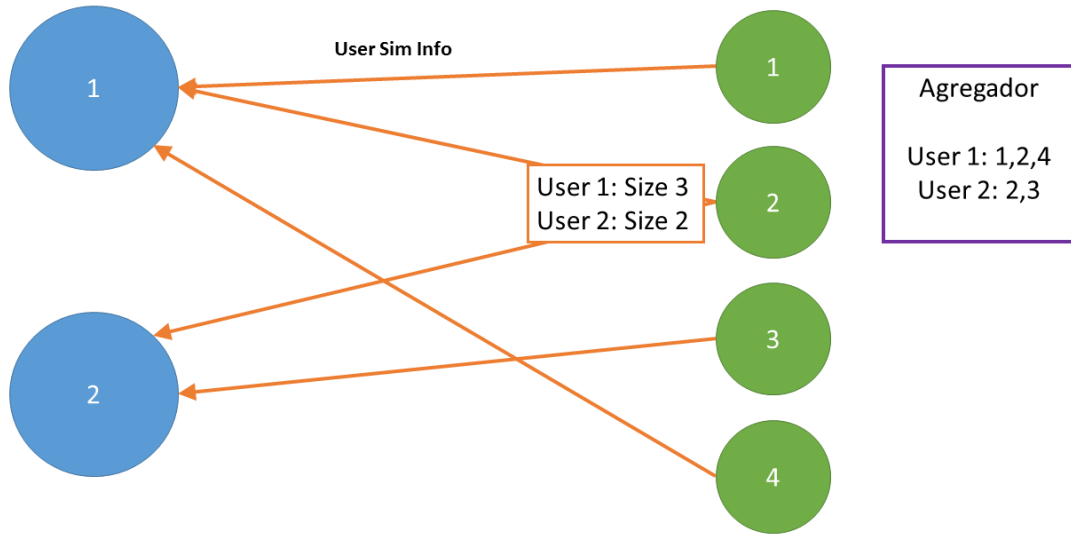 User Sim Info
1
1
Agregador
User 1: 1,2,4
User 2: 2,3
User 1: Size 3
User 2: Size 2
2
3
2
4